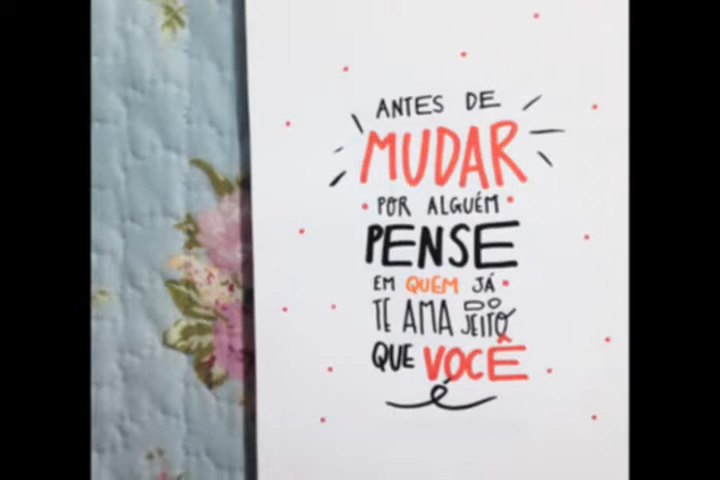 ANTES DE
MUDAR
POR ALGUÉM
PENSE
EM QUEM JÁ
TE AMA DO JEITO
QUE VOCÊ
É